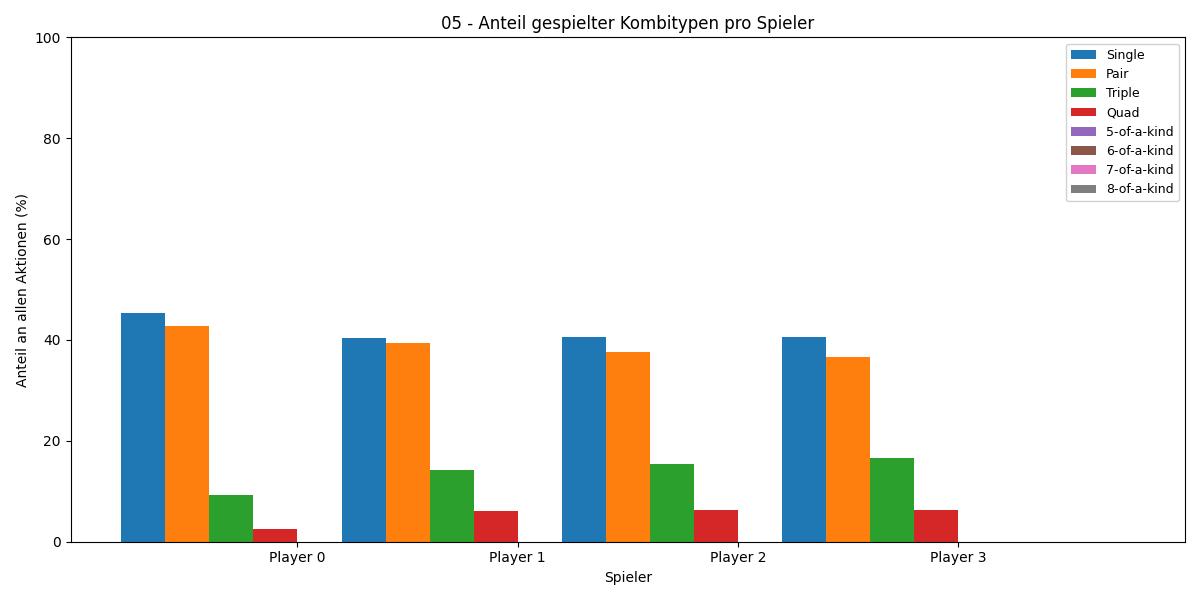 05 - Anteil gespielter Kombitypen pro Spieler
Anteil an allen Aktionen (%)
100
80
60
40
20
0
Single
Pair
Triple
Quad
5-of-a-kind
6-of-a-kind
7-of-a-kind
8-of-a-kind
Player 0 Player 1 Player 2 Player 3
Spieler